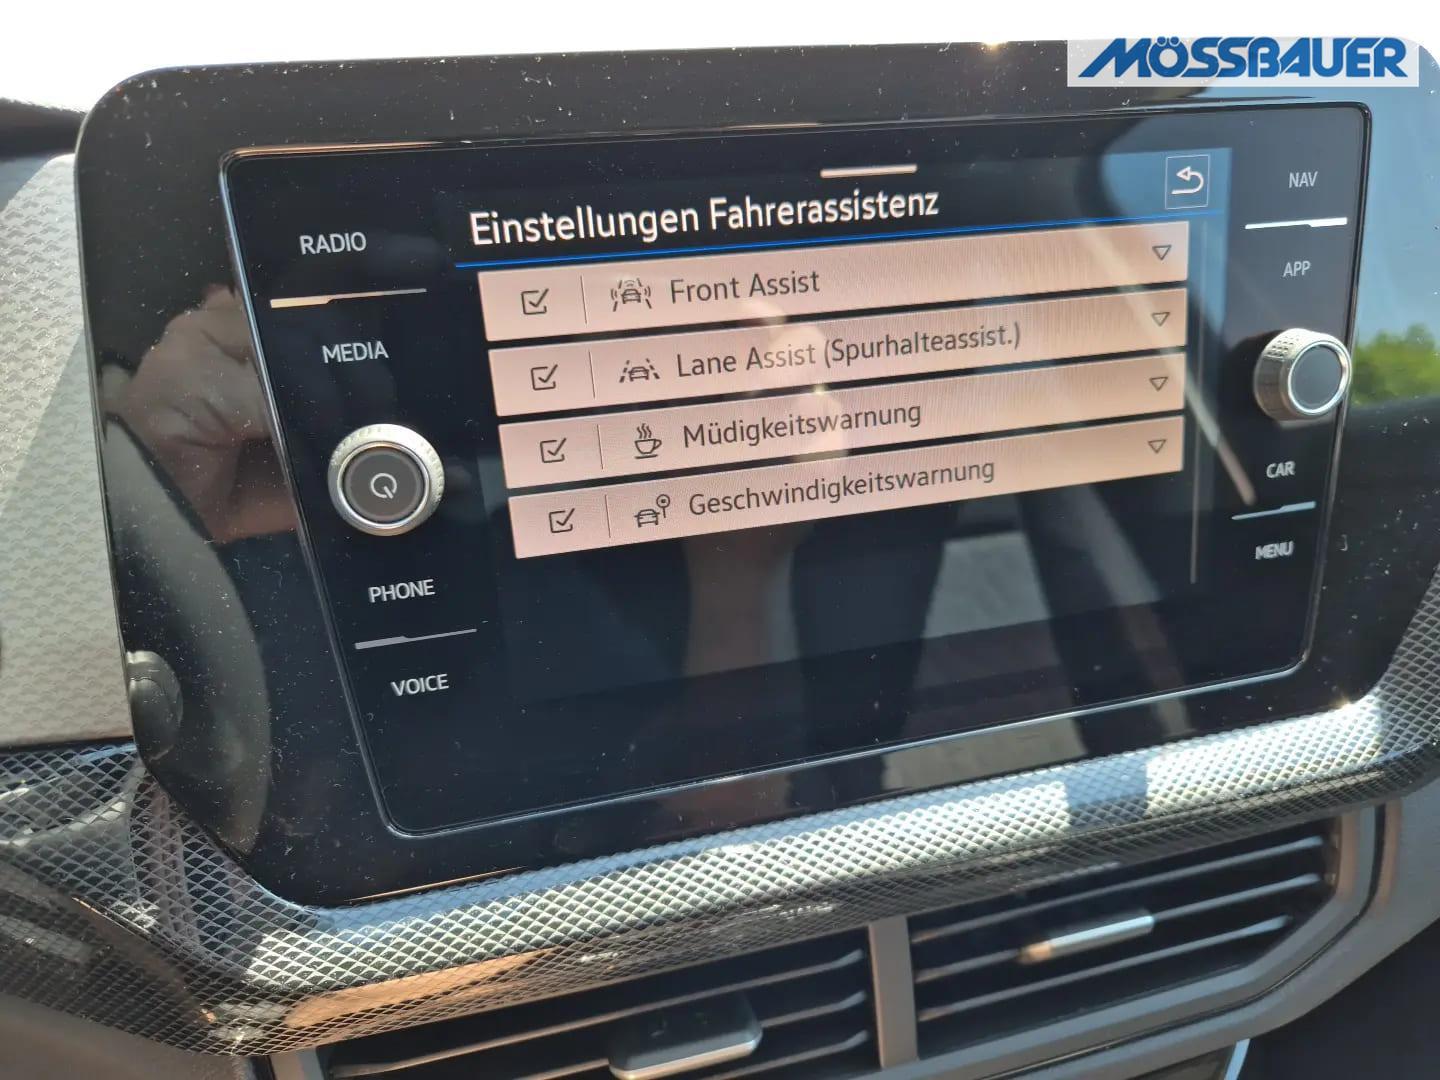 MÖSSBAUER
Einstellungen Fahrerassistenz
Front Assist
Lane Assist (Spurhalteassist.)
Müdigkeitswarnung
Geschwindigkeitswarnung
RADIO
MEDIA
PHONE
VOICE
NAV
APP
CAR
MENU